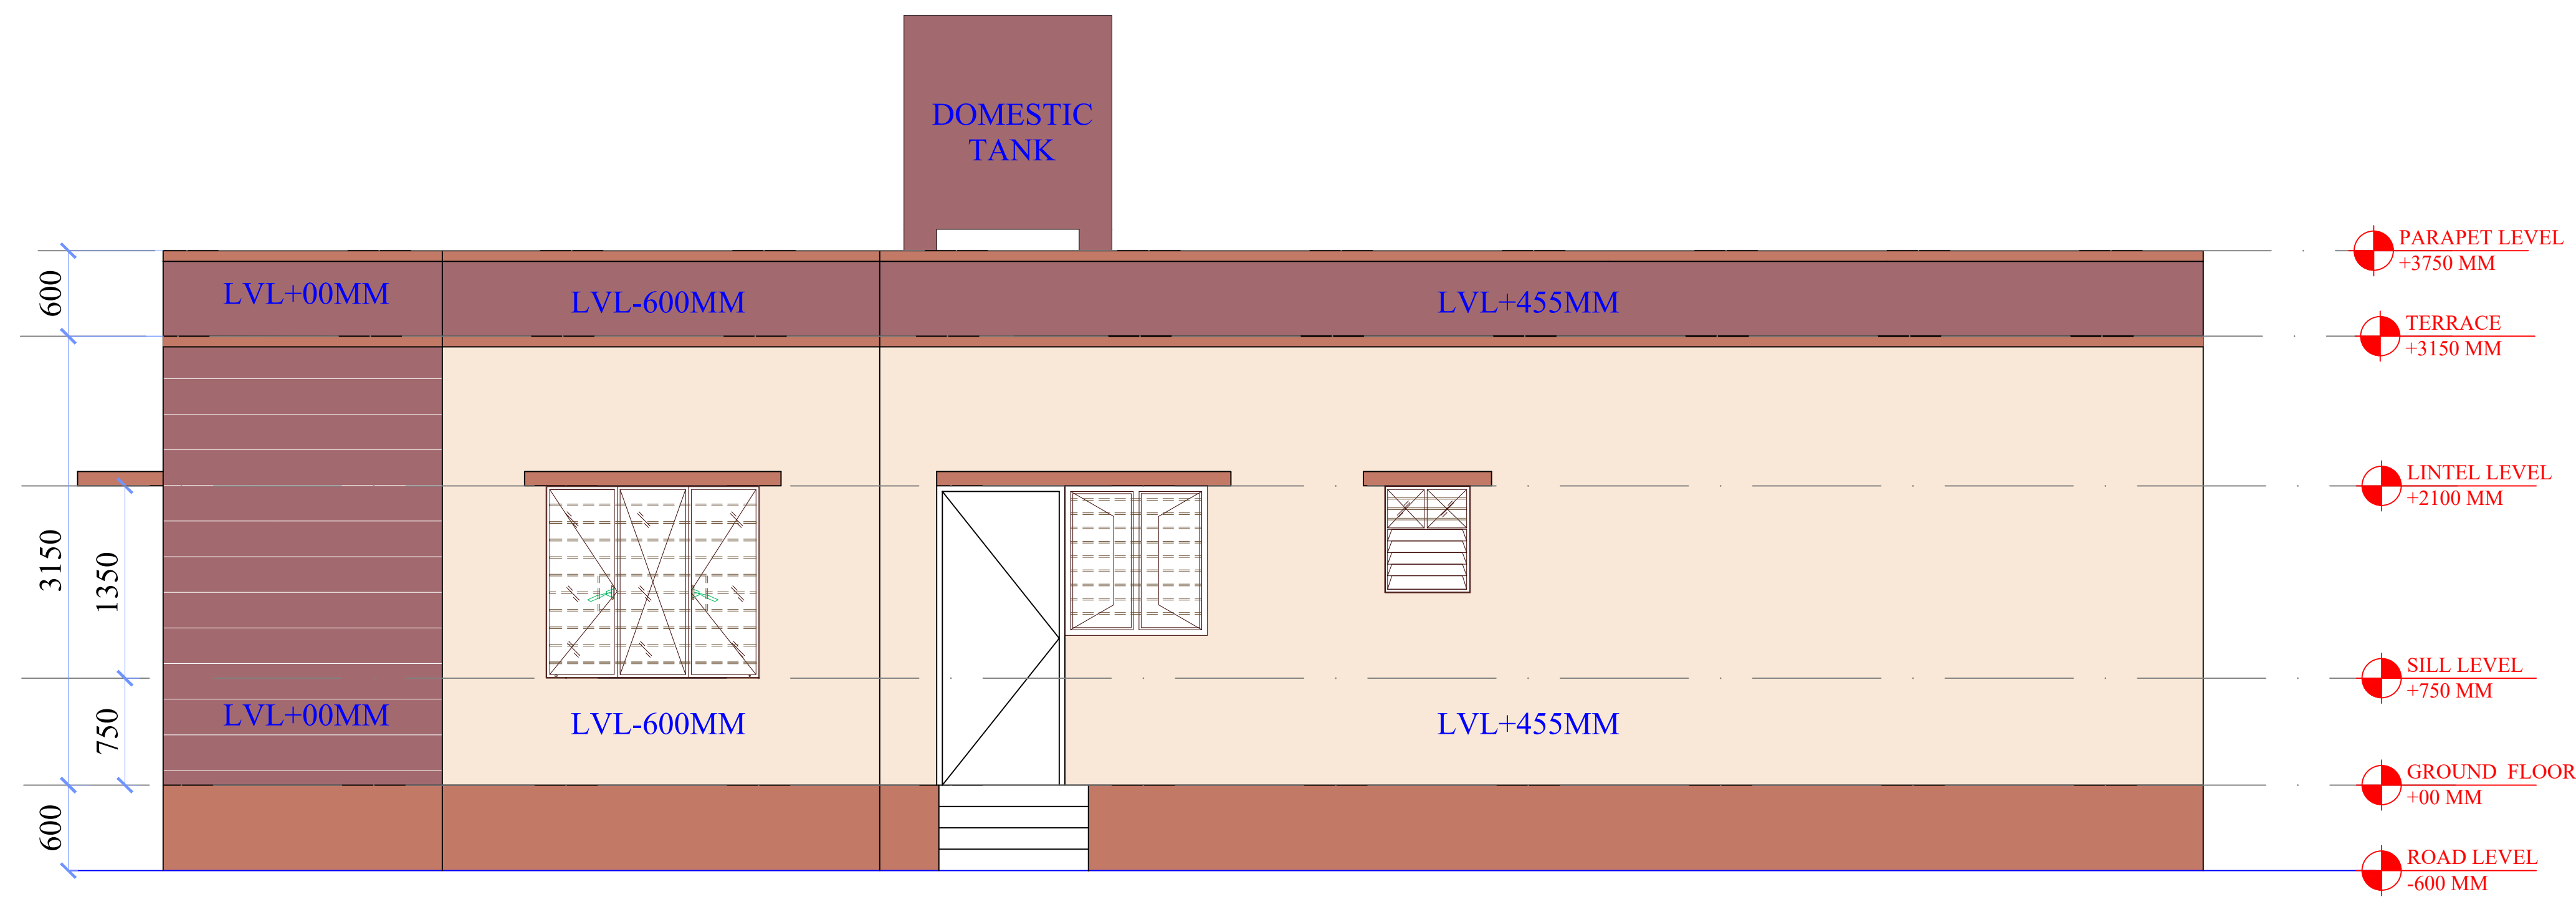 DOMESTIC
TANK
PARAPET LEVEL
+3750 MM
600
LVL+00MM
LVL-600MM
LVL+455MM
TERRACE
+3150 MM
LINTEL LEVEL
+2100 MM
3150
1350
SILL LEVEL
+750 MM
750
LVL+00MM
LVL-600MM
LVL+455MM
GROUND FLOOR
+00 MM
600
ROAD LEVEL
-600 MM